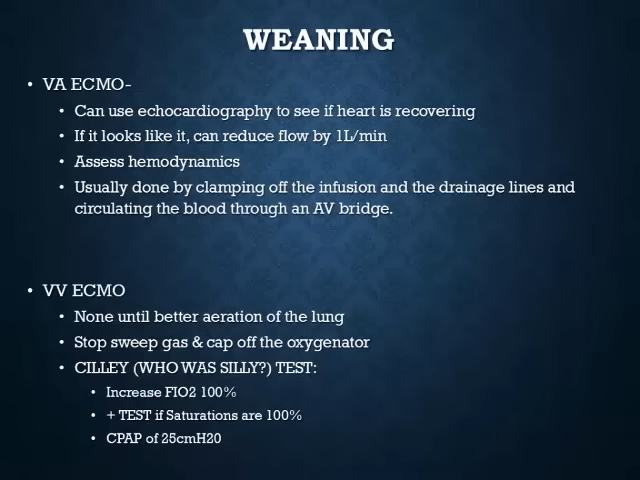 WEANING
• VA ECMO-
• Can use echocardiography to see if heart is recovering
• If it looks like it, can reduce flow by 1L/min
• Assess hemodynamics
• Usually done by clamping off the infusion and the drainage lines and
circulating the blood through an AV bridge.
• VV ECMO
• None until better aeration of the lung
• Stop sweep gas & cap off the oxygenator
• CILLEY (WHO WAS SILLY?) TEST:
• Increase FIO2 100%
• + TEST if Saturations are 100%
• CPAP of 25cmH20